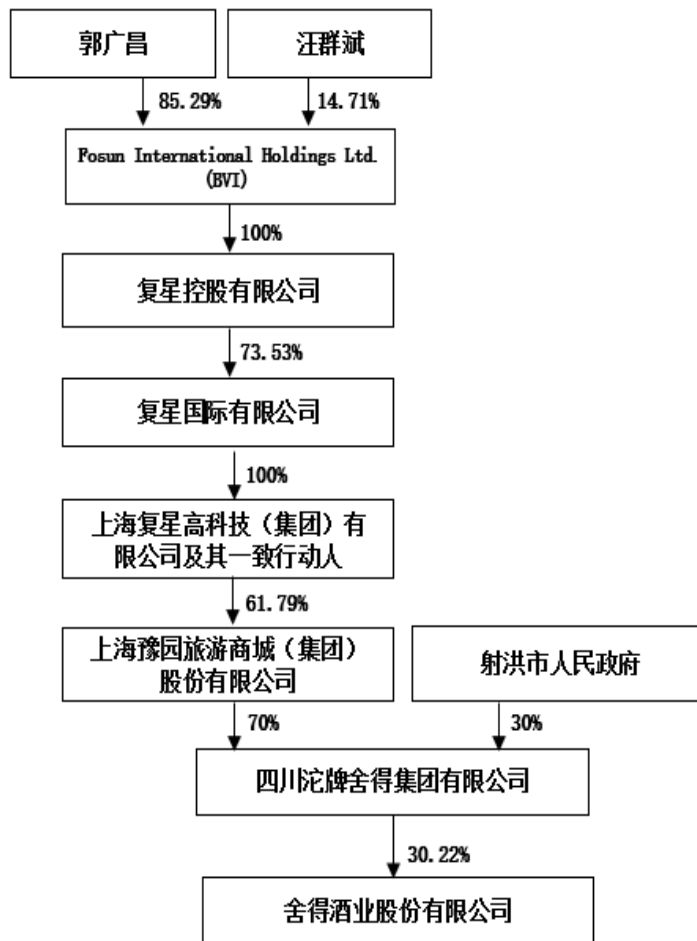 郭广昌
汪群斌
85.29%
14.71%
Fosun International Holdings Ltd.
(BVI)
100%
复星控股有限公司
73.53%
复星国际有限公司
100%
上海复星高科技（集团）有
限公司及其一致行动人
61.79%
上海豫园旅游商城（集团）
股份有限公司
射洪市人民政府
70%
30%
四川沱牌舍得集团有限公司
30.22%
舍得酒业股份有限公司